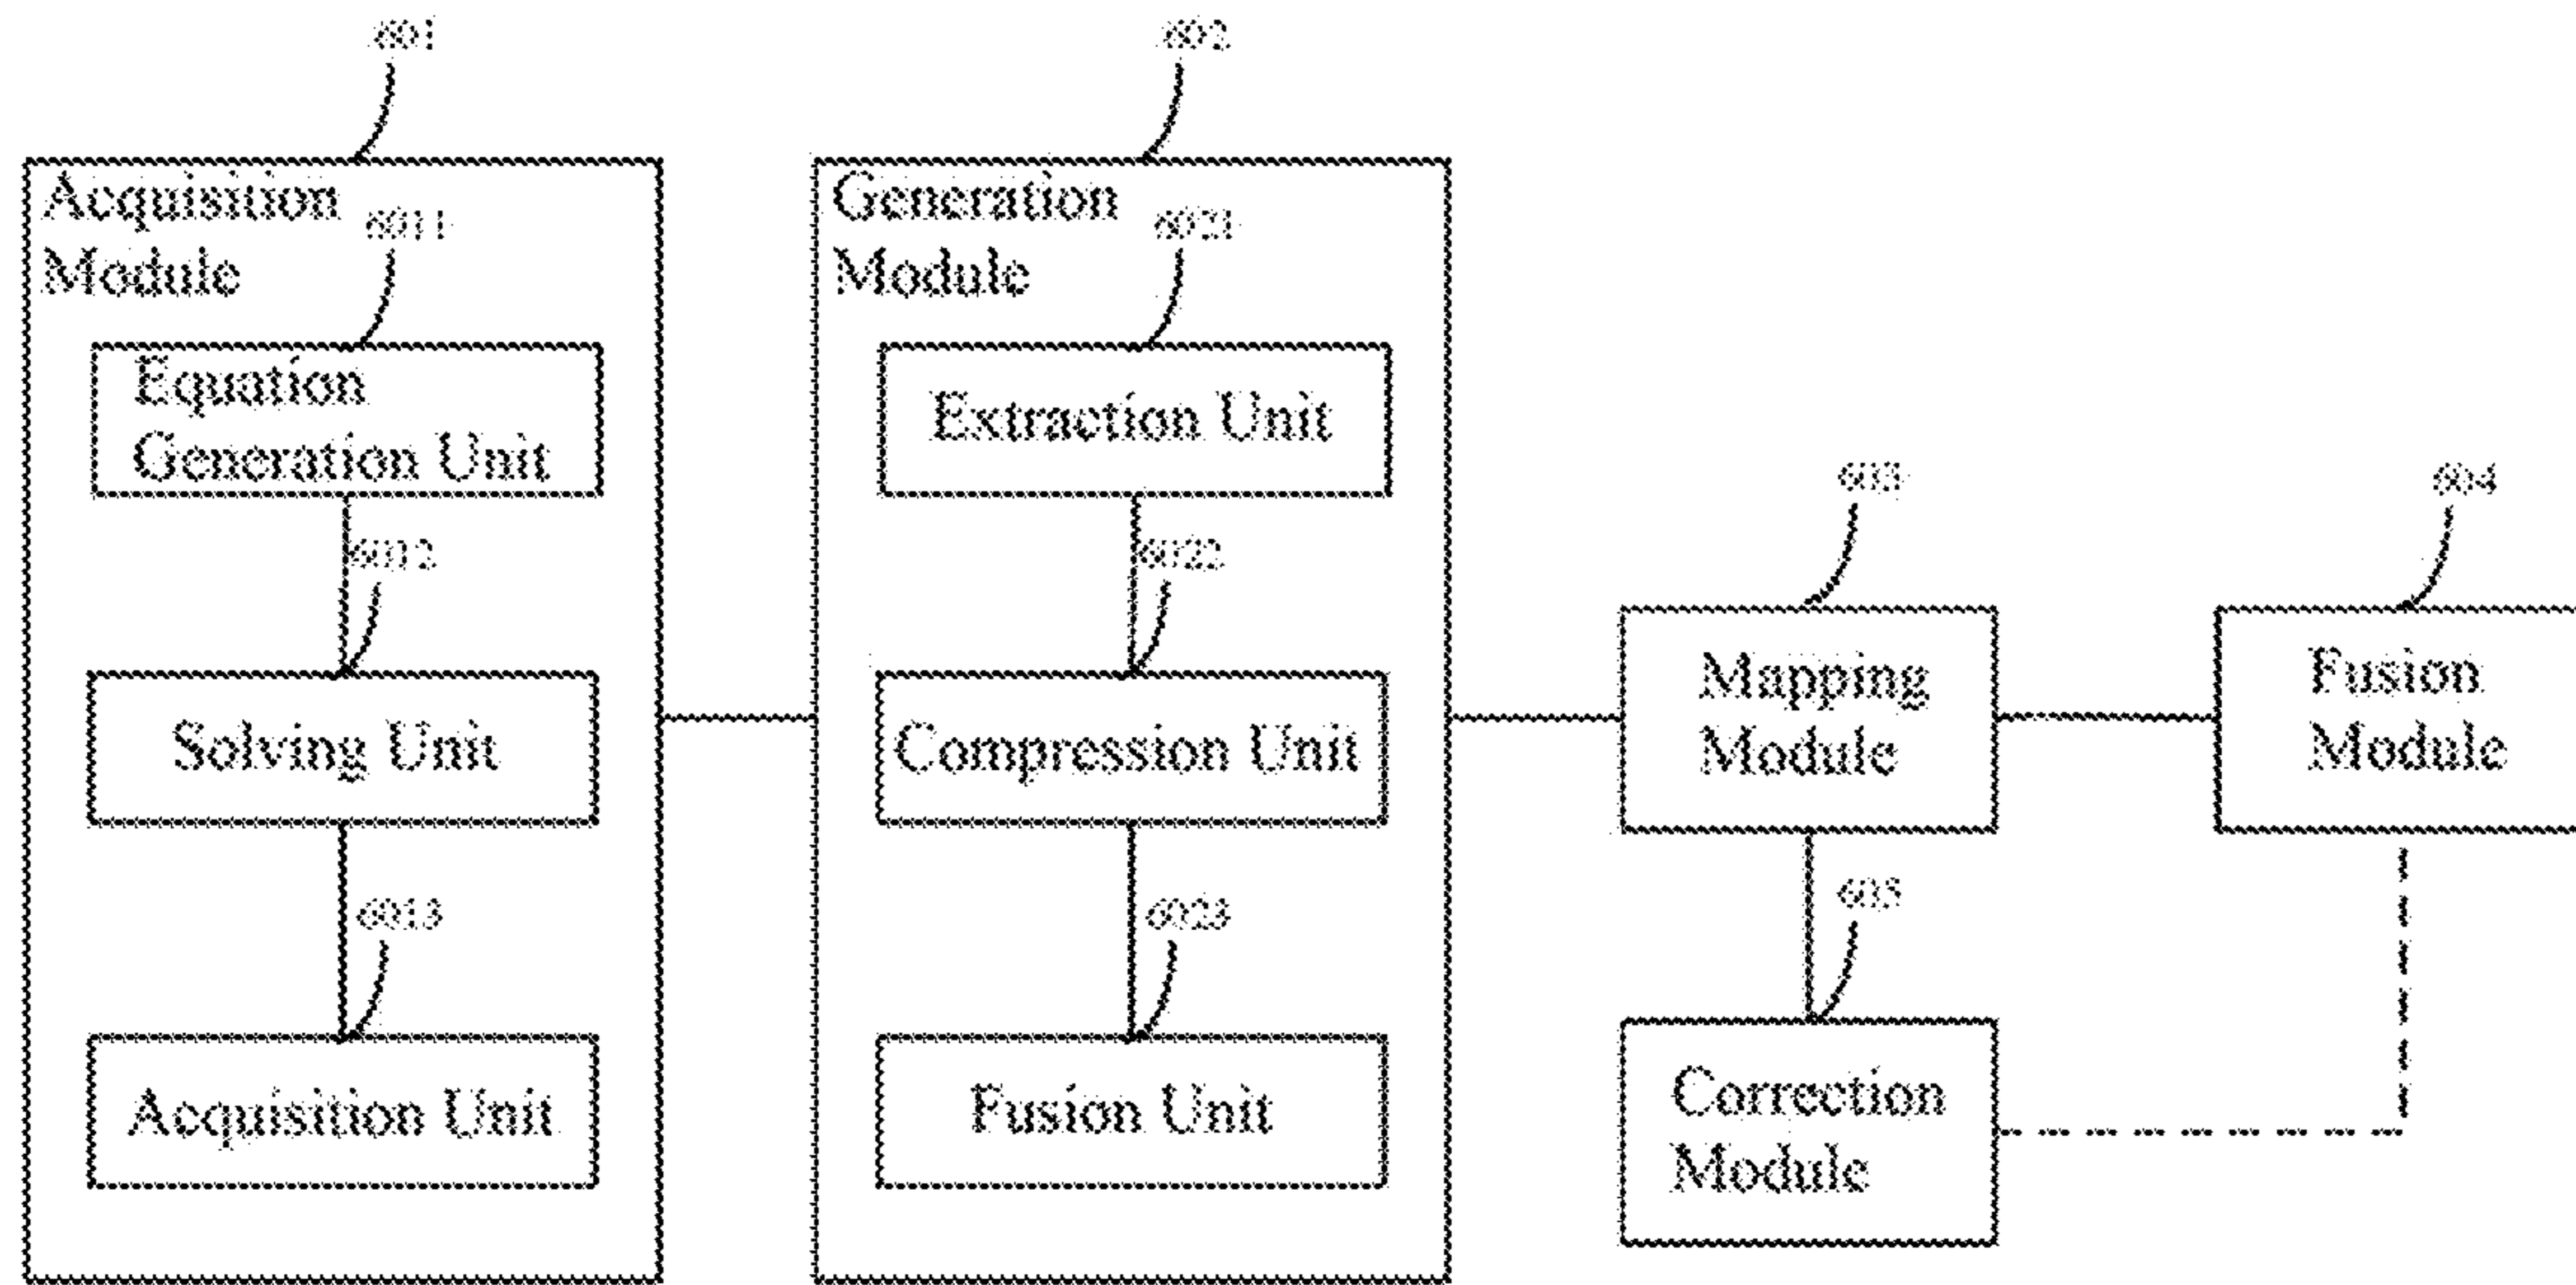 601
602
Acquisition
Module
6011
Equation
Generation Unit
6012
Solving Unit
6013
Acquisition Unit
Generation
Module
6021
Extraction Unit
6022
Compression Unit
6023
Fusion Unit
603
Mapping
Module
604
Fusion
Module
605
Correction
Module